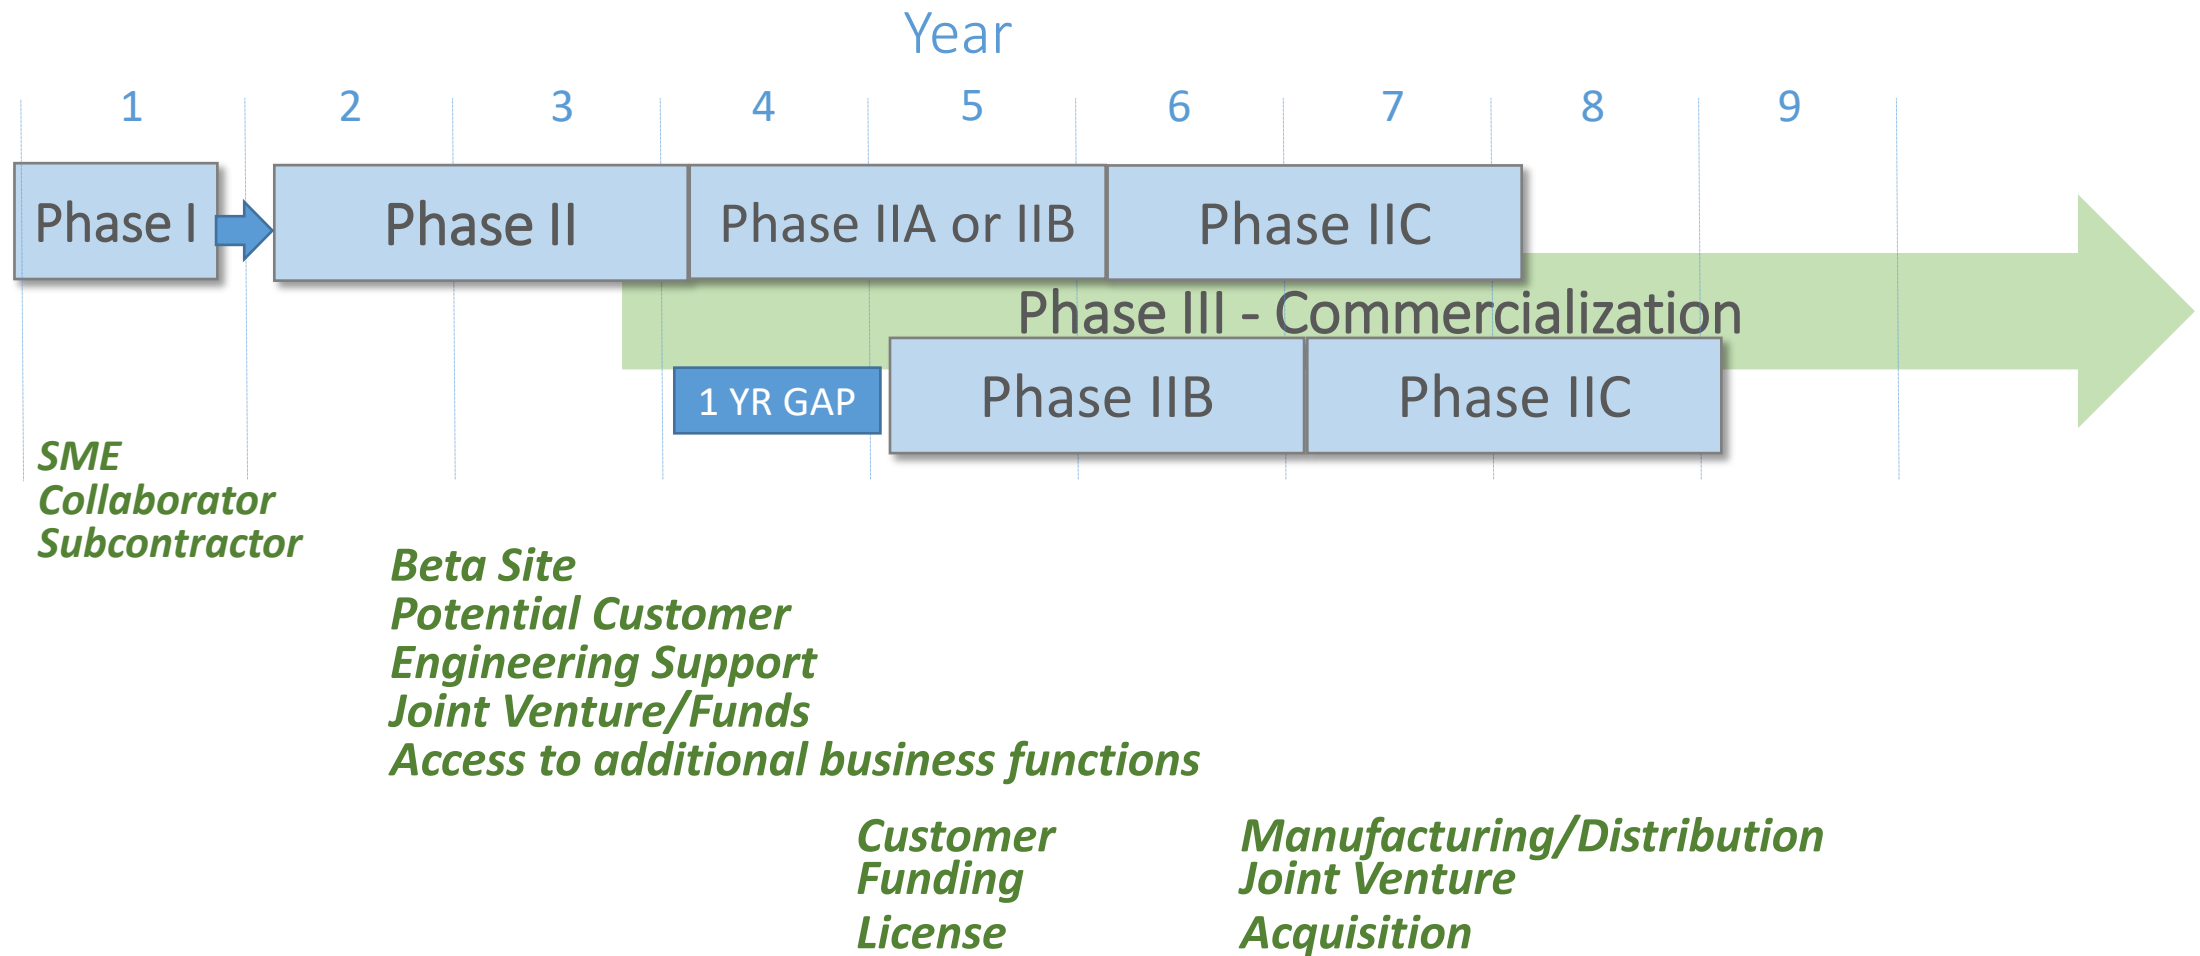 Year
1 2 3 4 5 6 7 8 9
Phase I
Phase II
Phase IIA or IIB
Phase IIC
Phase III - Commercialization
1 YR GAP
Phase IIB
Phase IIC
SME
Collaborator
Subcontractor
Beta Site
Potential Customer
Engineering Support
Joint Venture/Funds
Access to additional business functions
Customer
Funding
License
Manufacturing/Distribution
Joint Venture
Acquisition